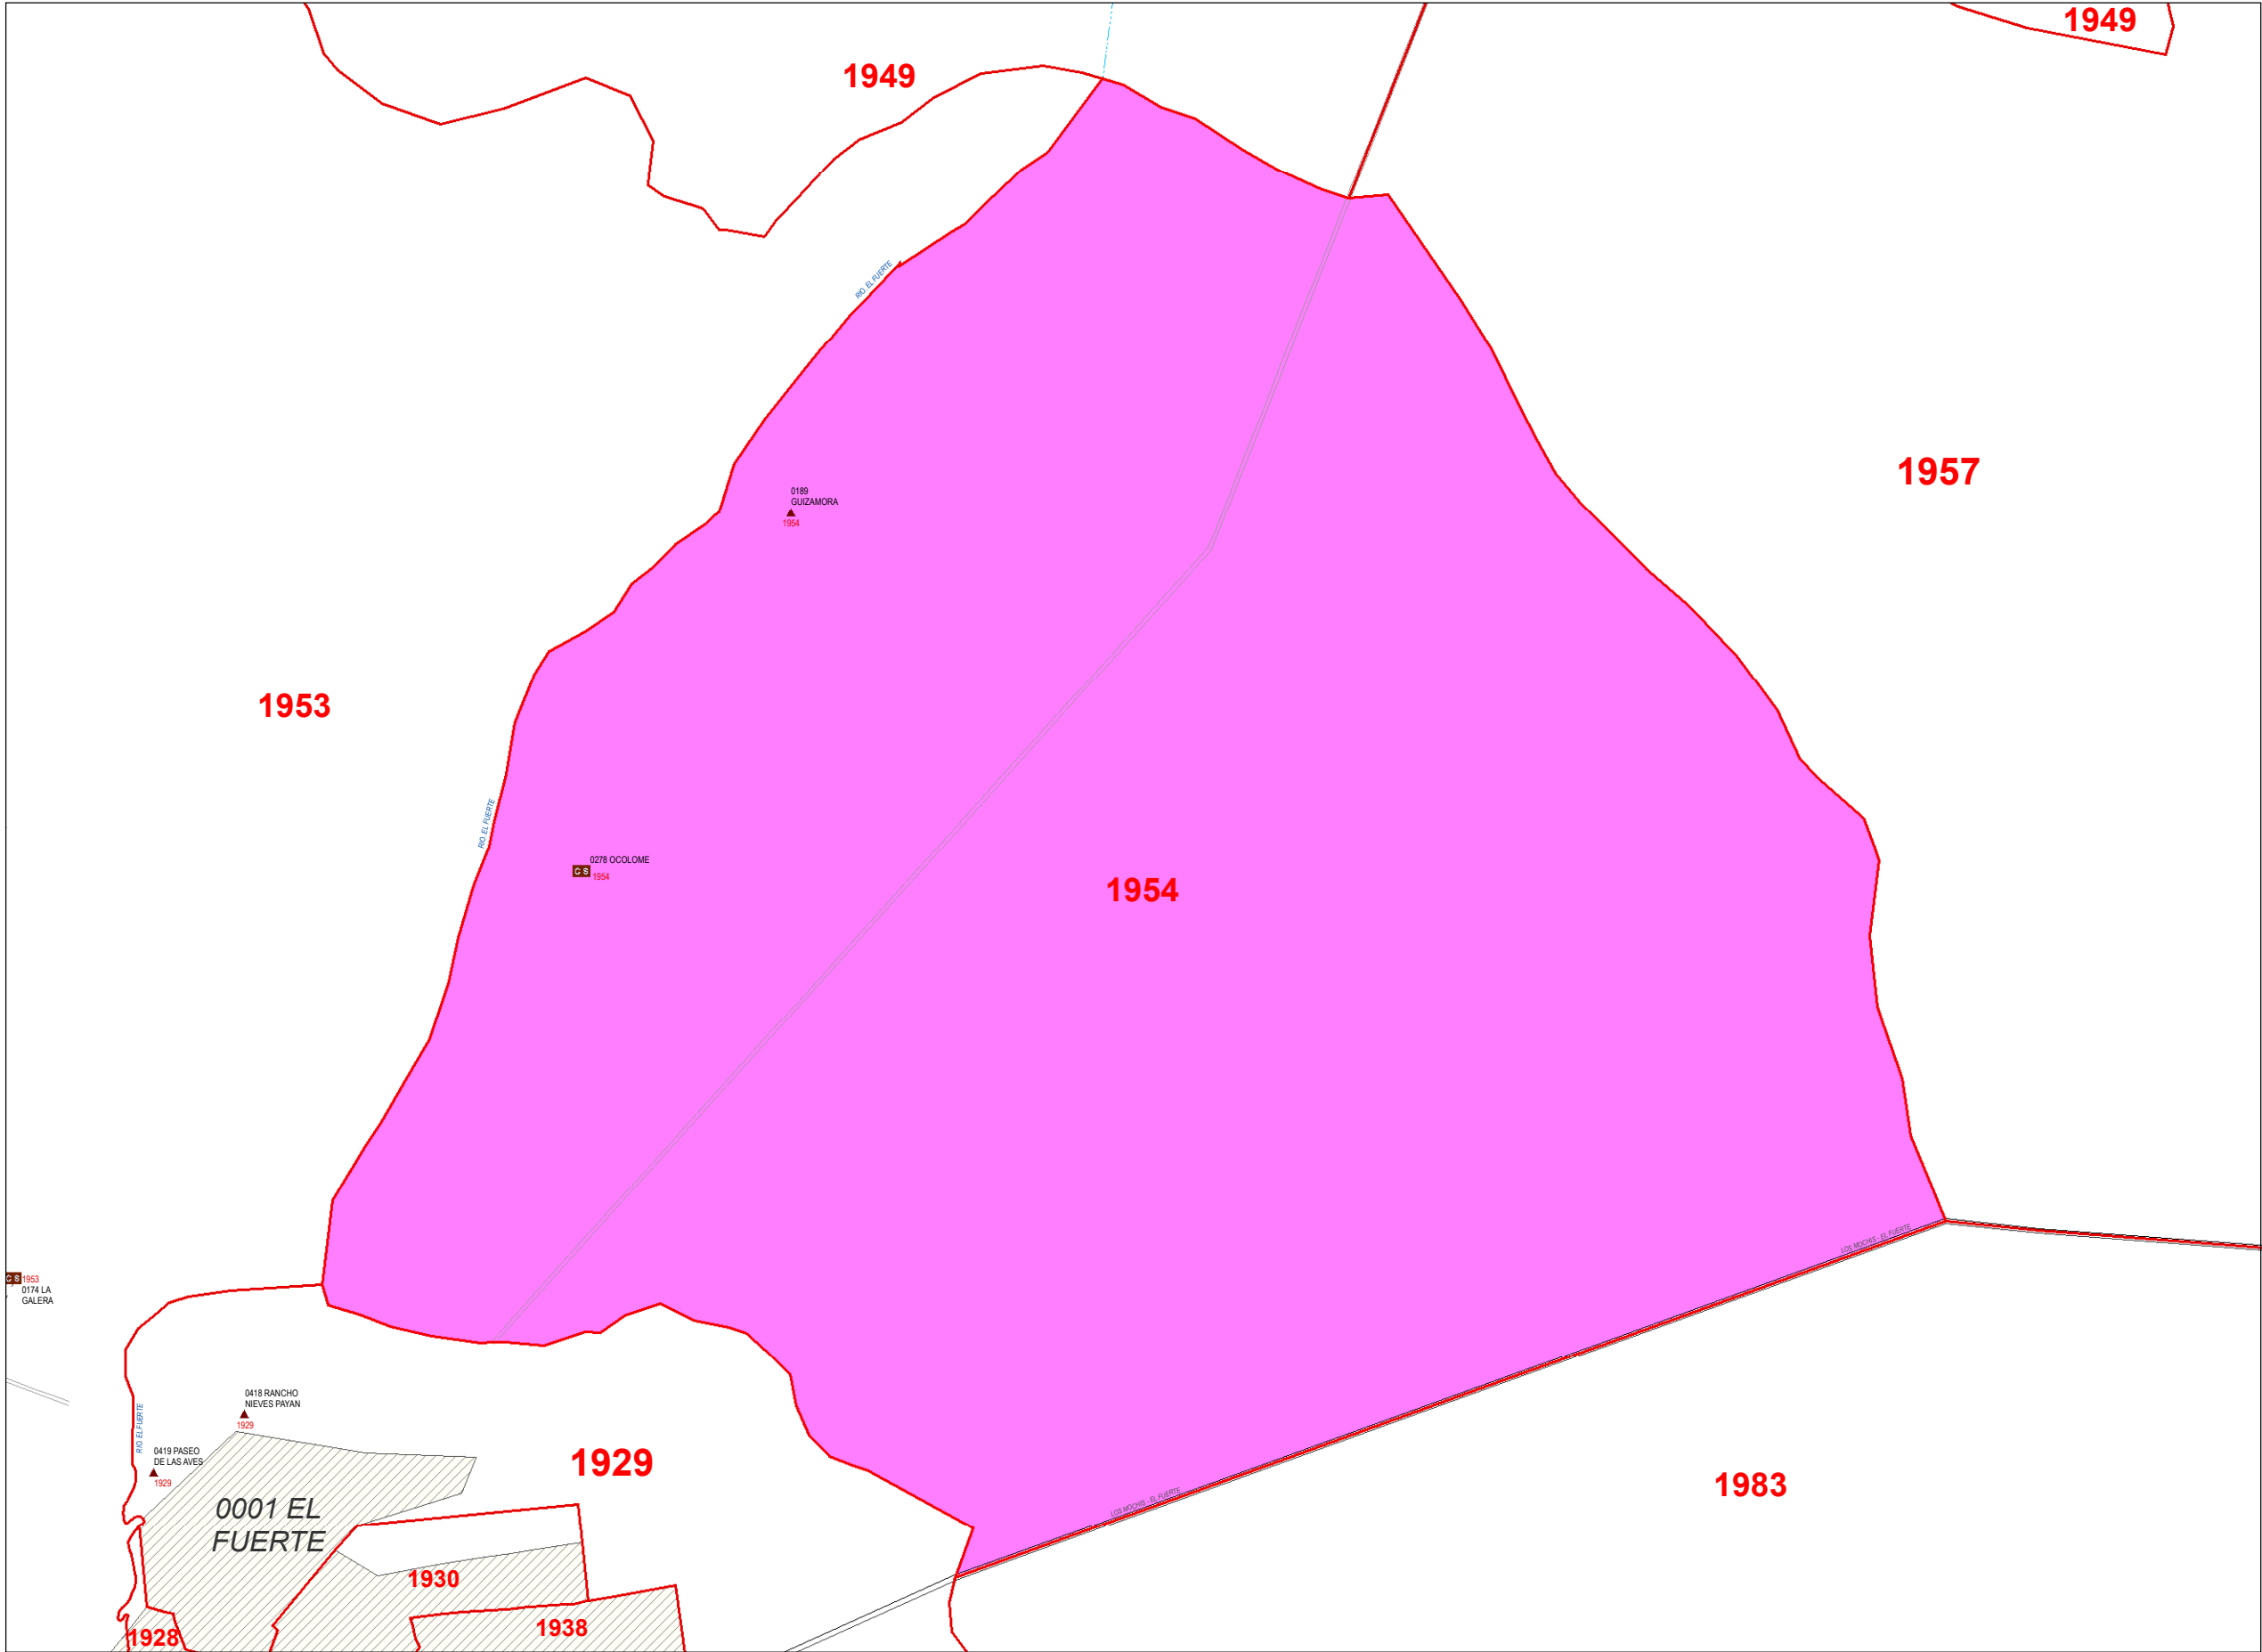 1949
1949
RIO. EL FUERTE
1957
0189
GUIZAMORA
1954
1953
RIO. EL FUERTE
0278 OCOLOME
C S
1954
1954
LOS MOCHIS - EL FUERTE
C S
1953
0174 LA
GALERA
0418 RANCHO
NIEVES PAYAN
1929
RIO. EL FUERTE
0419 PASEO
DE LAS AVES
1929
1929
1983
LOS MOCHIS - EL FUERTE
0001 EL
FUERTE
1930
1938
1928